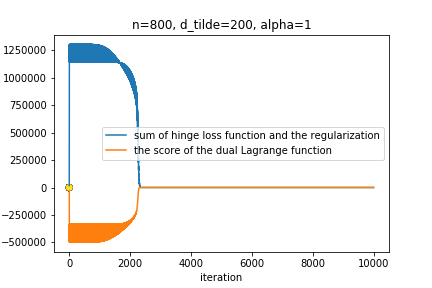 n=800, d_tilde=200, alpha=1
1250000
1000000
750000
500000
250000
0
−250000
−500000
sum of hinge loss function and the regularization
the score of the dual Lagrange function
0 2000 4000 6000 8000 10000
iteration